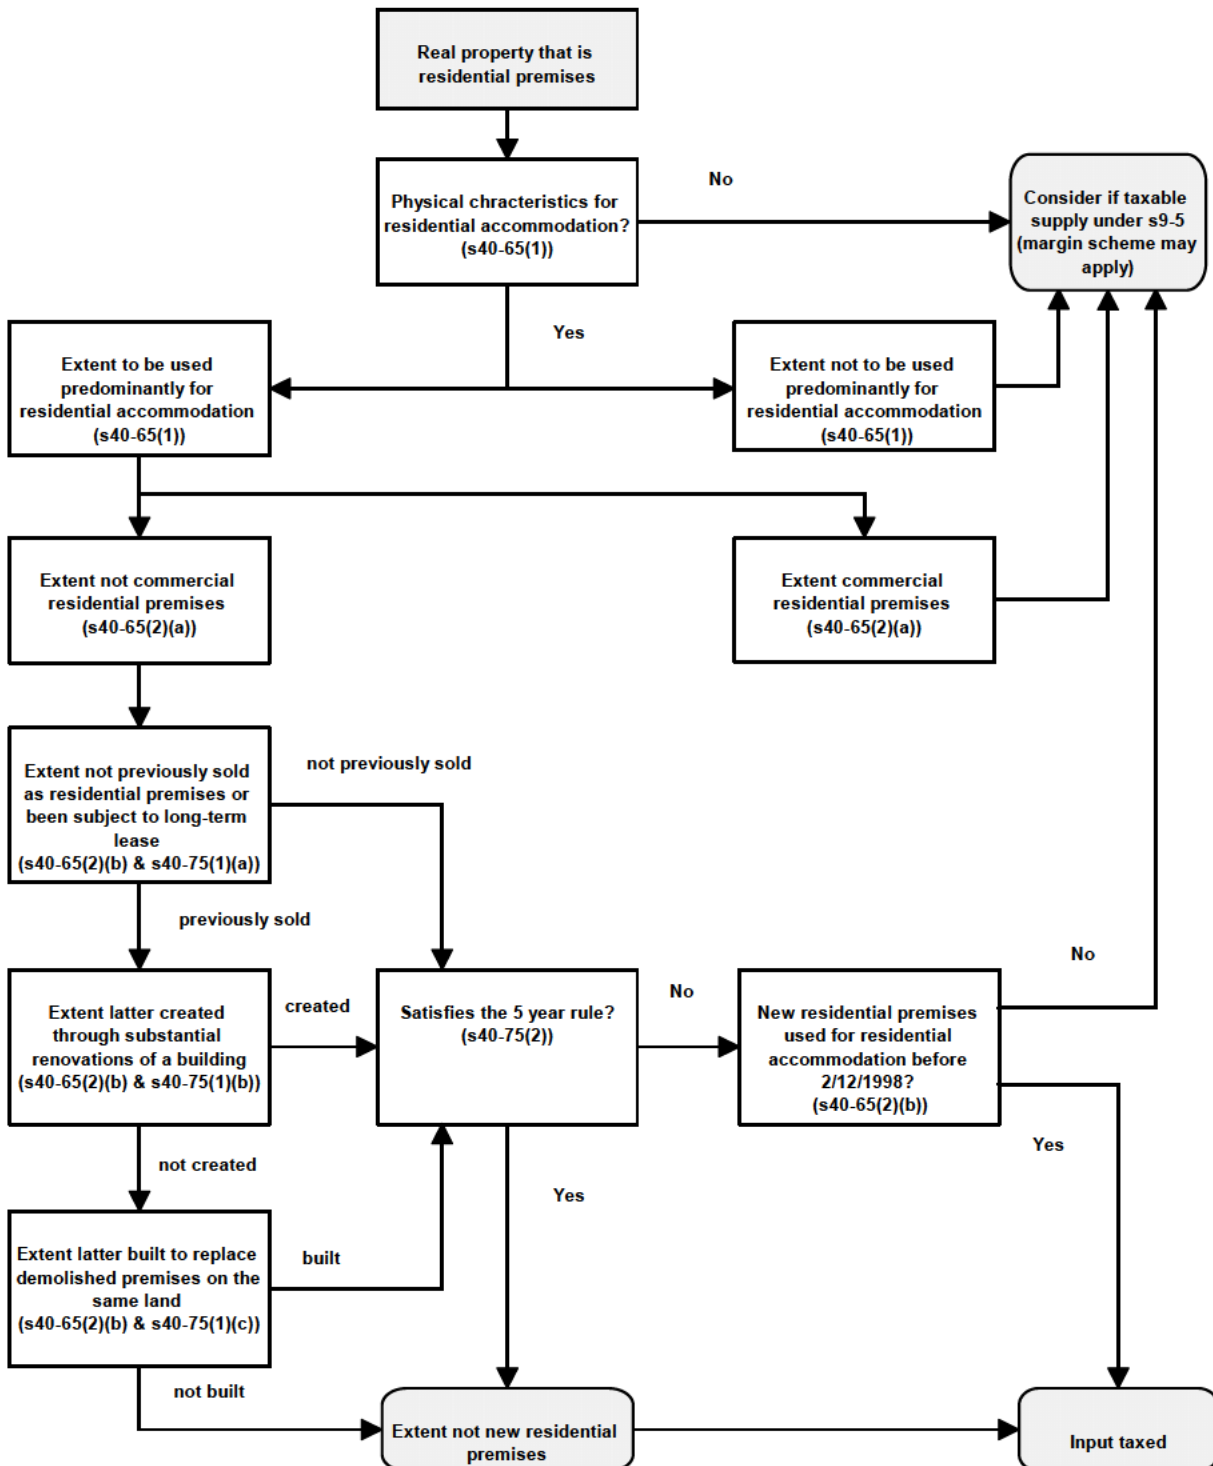 Real property that is
residential premises
Physical chracteristics for
residential accommodation?
(s40-65(1))
No
Consider if taxable
supply under s9-5
(margin scheme may
apply)
Yes
Extent to be used
predominantly for
residential accommodation
(s40-65(1))
Extent not to be used
predominantly for
residential accommodation
(s40-65(1))
Extent not commercial
residential premises
(s40-65(2)(a))
Extent commercial
residential premises
(s40-65(2)(a))
Extent not previously sold
as residential premises or
been subject to long-term
lease
(s40-65(2)(b) & s40-75(1)(a))
not previously sold
previously sold
Extent latter created
through substantial
renovations of a building
(s40-65(2)(b) & s40-75(1)(b))
created
Satisfies the 5 year rule?
(s40-75(2))
No
New residential premises
used for residential
accommodation before
2/12/1998?
(s40-65(2)(b))
No
Yes
not created
Yes
Extent latter built to replace
demolished premises on the
same land
(s40-65(2)(b) & s40-75(1)(c))
built
not built
Extent not new residential
premises
Input taxed